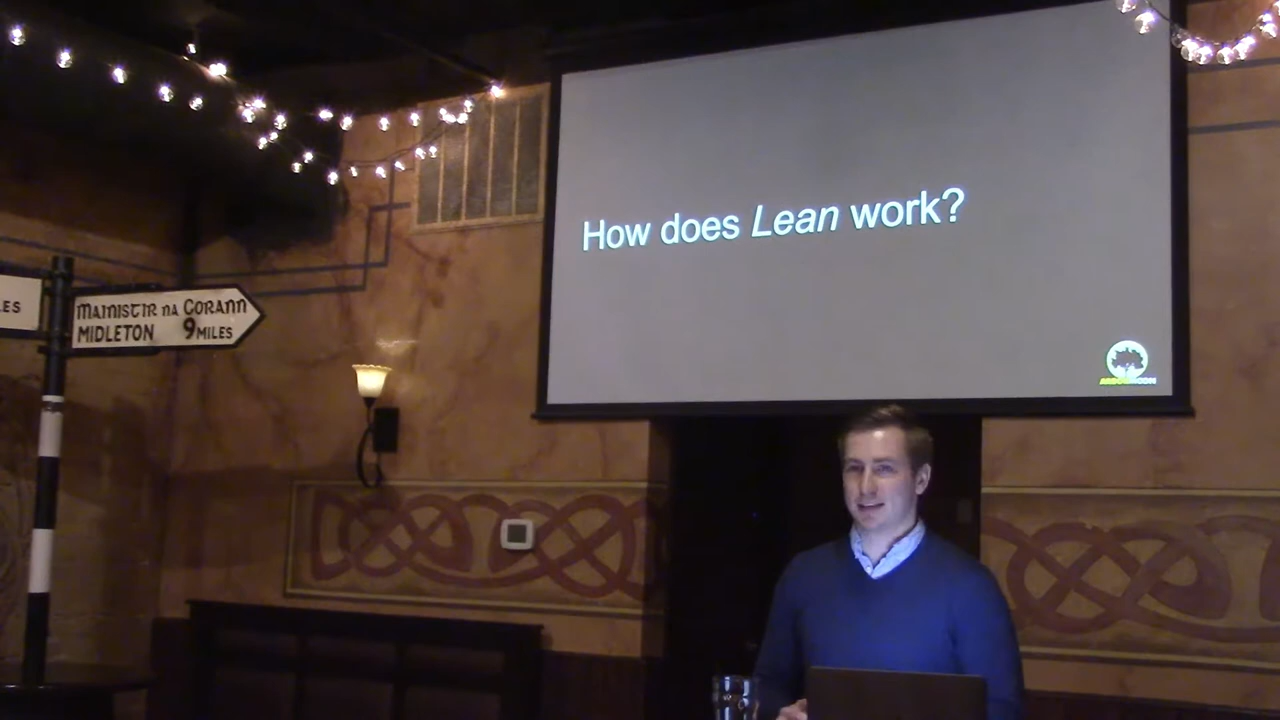 How does Lean work?
LES
MAINISTIR NA CORANN
MIDLETON 9 MILES